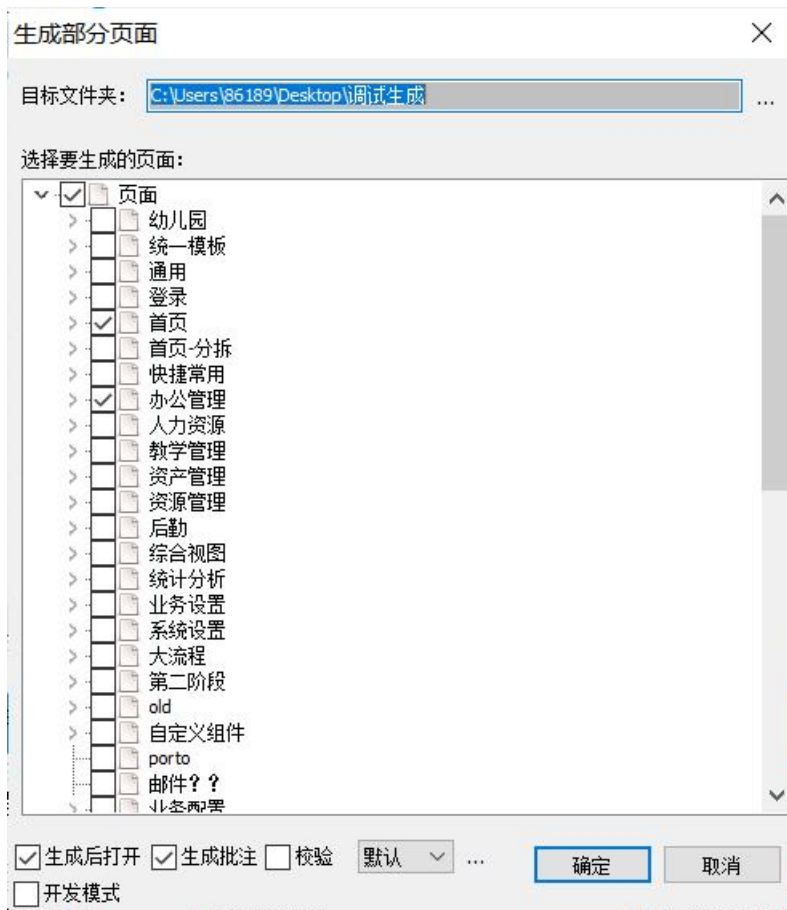 生成部分页面
目标文件夹: C:\Users\86189\Desktop\调试生成 ...
选择要生成的页面:
页面
幼儿园
统一模板
通用
登录
首页
首页-分拆
快捷常用
办公管理
人力资源
教学管理
资产管理
资源管理
后勤
综合视图
统计分析
业务设置
系统设置
大流程
第二阶段
old
自定义组件
porto
邮件？？
业务配置
生成后打开 生成批注 校验 默认 ... 确定 取消
开发模式